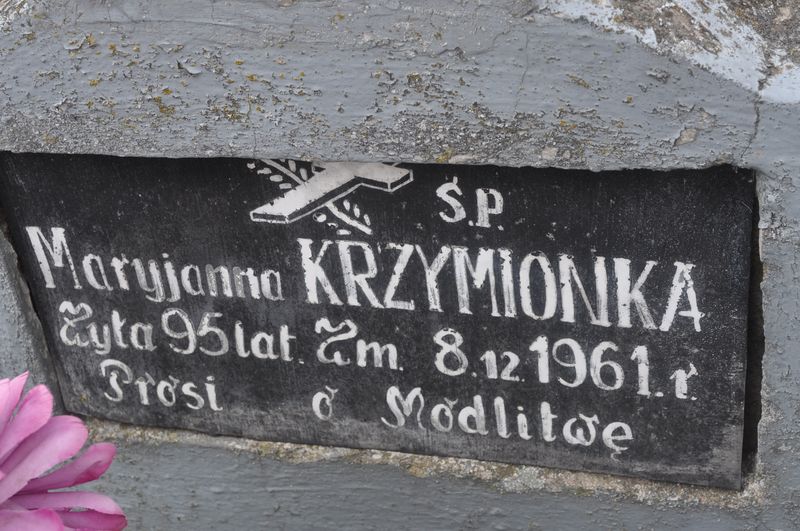 Ś.P.
Maryjanna KRZYMIONKA
Żyła 95 lat. Zm. 8.12.1961.r.
Prosi o Modlitwę